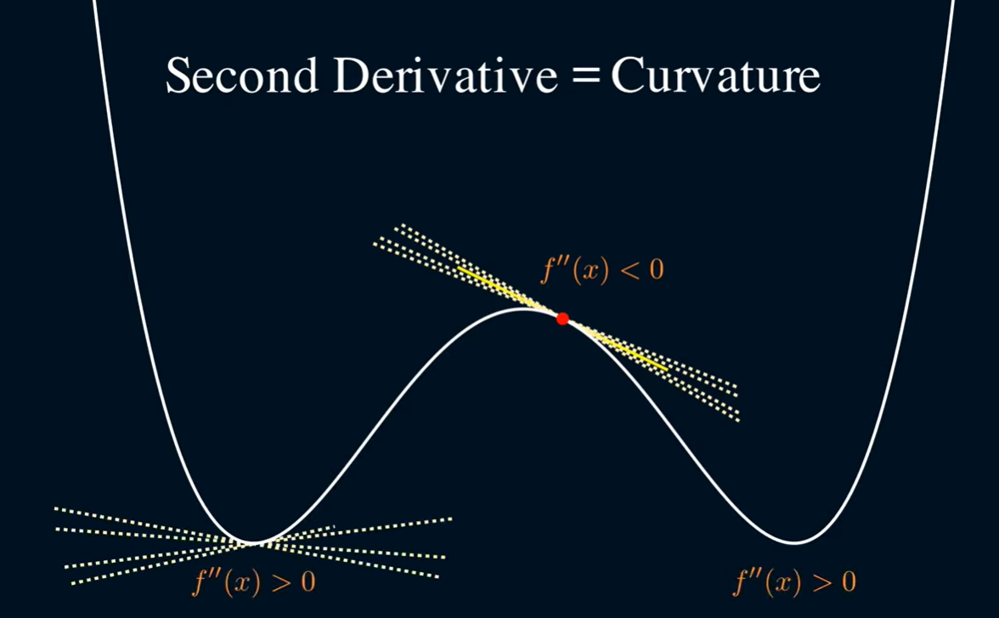 Second Derivative = Curvature
f''(x) < 0
f''(x) > 0
f''(x) > 0